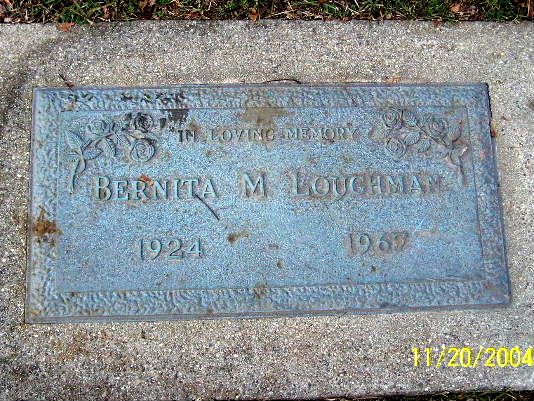 IN LOVING MEMORY
BERNITA M LOUGHMAN
1924 1967
11/20/2004